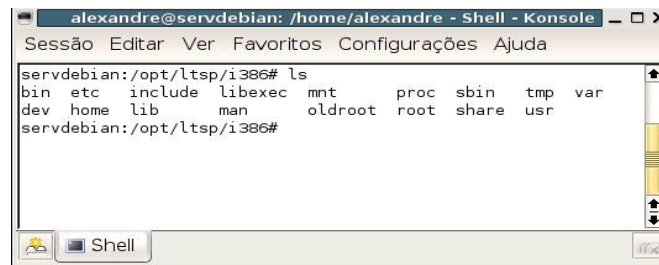 alexandre@servdebian: /home/alexandre - Shell - Konsole
Sessão Editar Ver Favoritos Configurações Ajuda
servdebian:/opt/ltsp/i386# ls
bin etc include libexec mnt proc sbin tmp var
dev home lib man oldroot root share usr
servdebian:/opt/ltsp/i386#
Shell